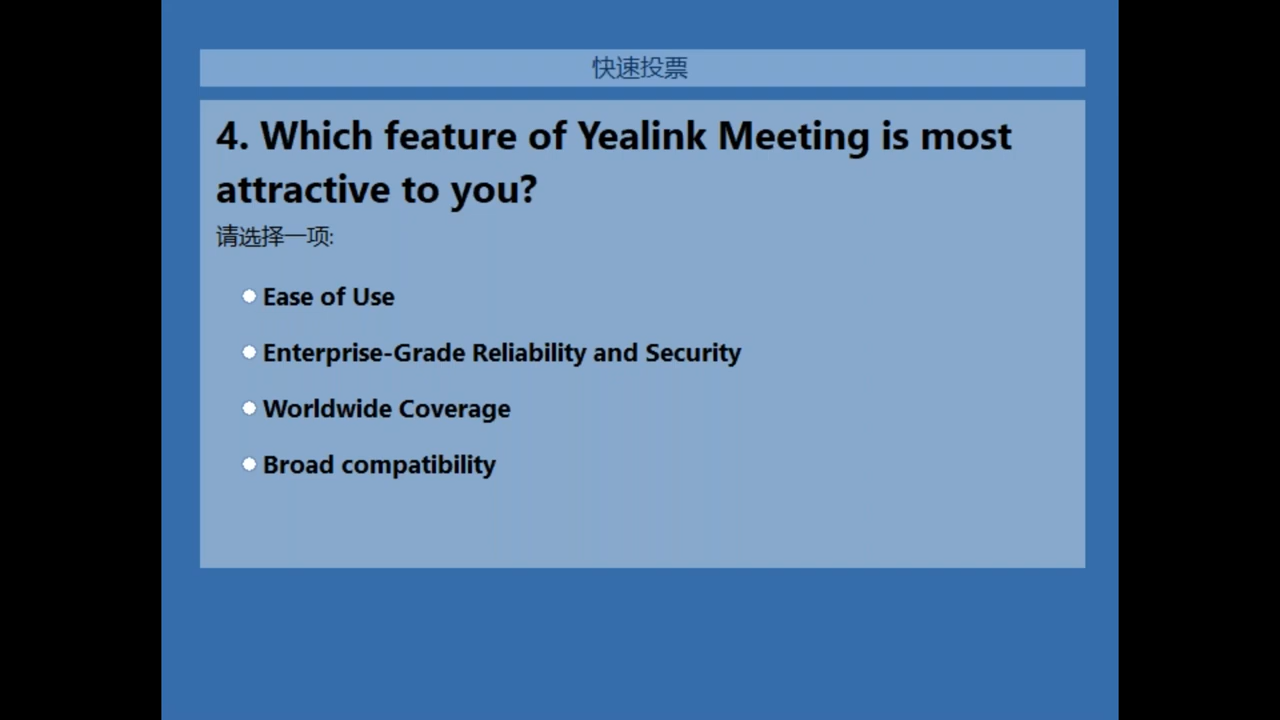 快速投票
4. Which feature of Yealink Meeting is most
attractive to you?
请选择一项:
Ease of Use
Enterprise-Grade Reliability and Security
Worldwide Coverage
Broad compatibility